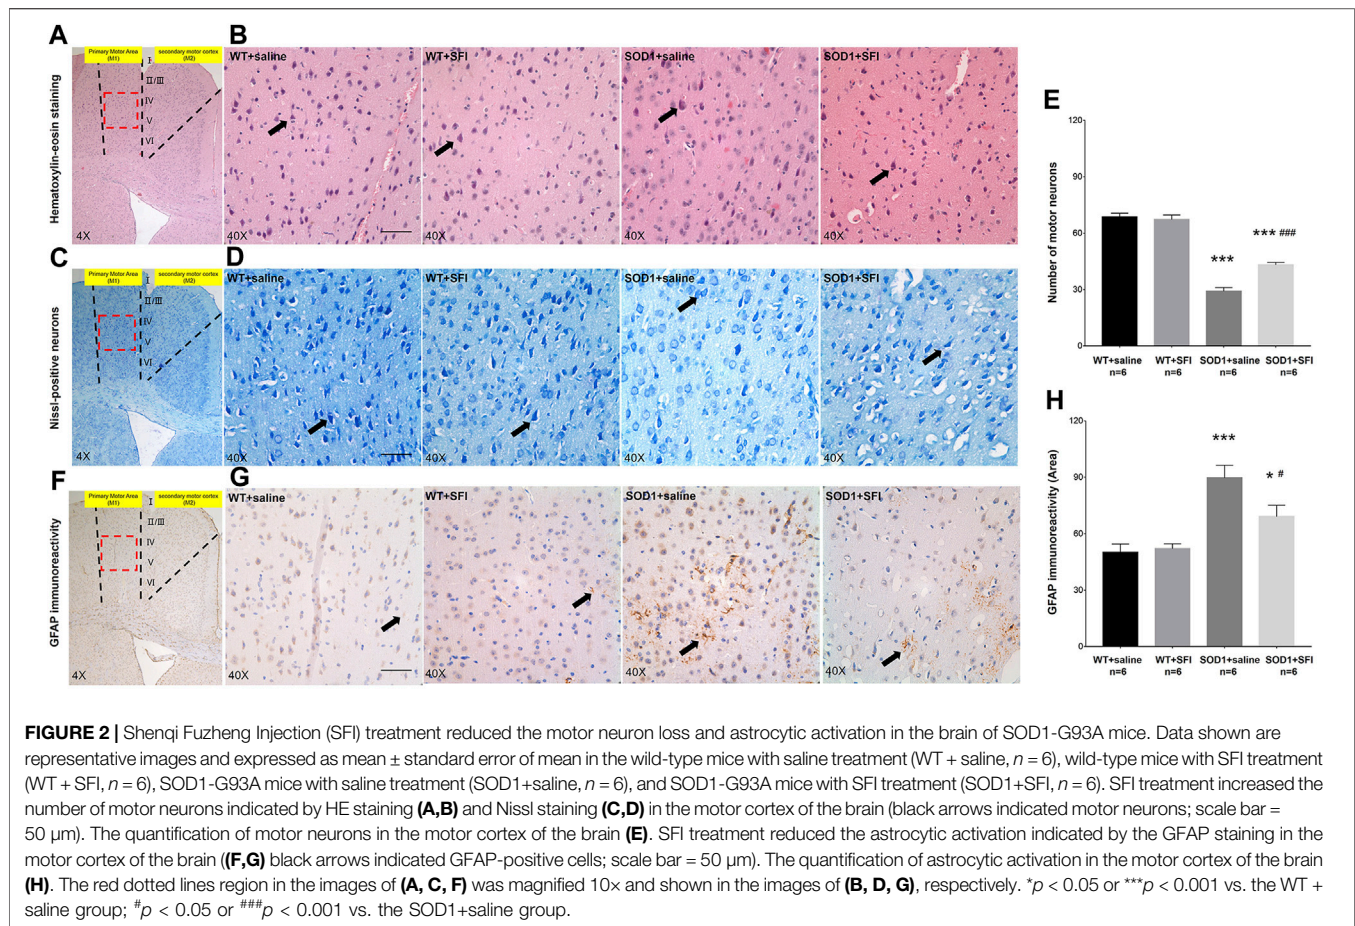 A
B
Hematoxylin-eosin staining
Primary Motor Area
(M1)
secondary motor cortex
(M2)
I
II/III
IV
V
VI
4X
WT+saline
40X
WT+SFI
40X
SOD1+saline
40X
SOD1+SFI
40X
C
D
Nissl-positive neurons
Primary Motor Area
(M1)
secondary motor cortex
(M2)
I
II/III
IV
V
VI
4X
WT+saline
40X
WT+SFI
40X
SOD1+saline
40X
SOD1+SFI
40X
E
Number of motor neurons
120
90
60
30
0
***
*** ###
WT+saline
n=6
WT+SFI
n=6
SOD1+saline
n=6
SOD1+SFI
n=6
F
G
GFAP immunoreactivity
Primary Motor Area
(M1)
secondary motor cortex
(M2)
I
II/III
IV
V
VI
4X
WT+saline
40X
WT+SFI
40X
SOD1+saline
40X
SOD1+SFI
40X
H
GFAP immunoreactivity (Area)
120
90
60
30
0
***
* #
WT+saline
n=6
WT+SFI
n=6
SOD1+saline
n=6
SOD1+SFI
n=6
FIGURE 2 | Shenqi Fuzheng Injection (SFI) treatment reduced the motor neuron loss and astrocytic activation in the brain of SOD1-G93A mice. Data shown are
representative images and expressed as mean ± standard error of mean in the wild-type mice with saline treatment (WT + saline, n = 6), wild-type mice with SFI treatment
(WT + SFI, n = 6), SOD1-G93A mice with saline treatment (SOD1+saline, n = 6), and SOD1-G93A mice with SFI treatment (SOD1+SFI, n = 6). SFI treatment increased the
number of motor neurons indicated by HE staining (A,B) and Nissl staining (C,D) in the motor cortex of the brain (black arrows indicated motor neurons; scale bar =
50 µm). The quantification of motor neurons in the motor cortex of the brain (E). SFI treatment reduced the astrocytic activation indicated by the GFAP staining in the
motor cortex of the brain ((F,G) black arrows indicated GFAP-positive cells; scale bar = 50 µm). The quantification of astrocytic activation in the motor cortex of the brain
(H). The red dotted lines region in the images of (A, C, F) was magnified 10× and shown in the images of (B, D, G), respectively. *p < 0.05 or ***p < 0.001 vs. the WT +
saline group; #p < 0.05 or ###p < 0.001 vs. the SOD1+saline group.